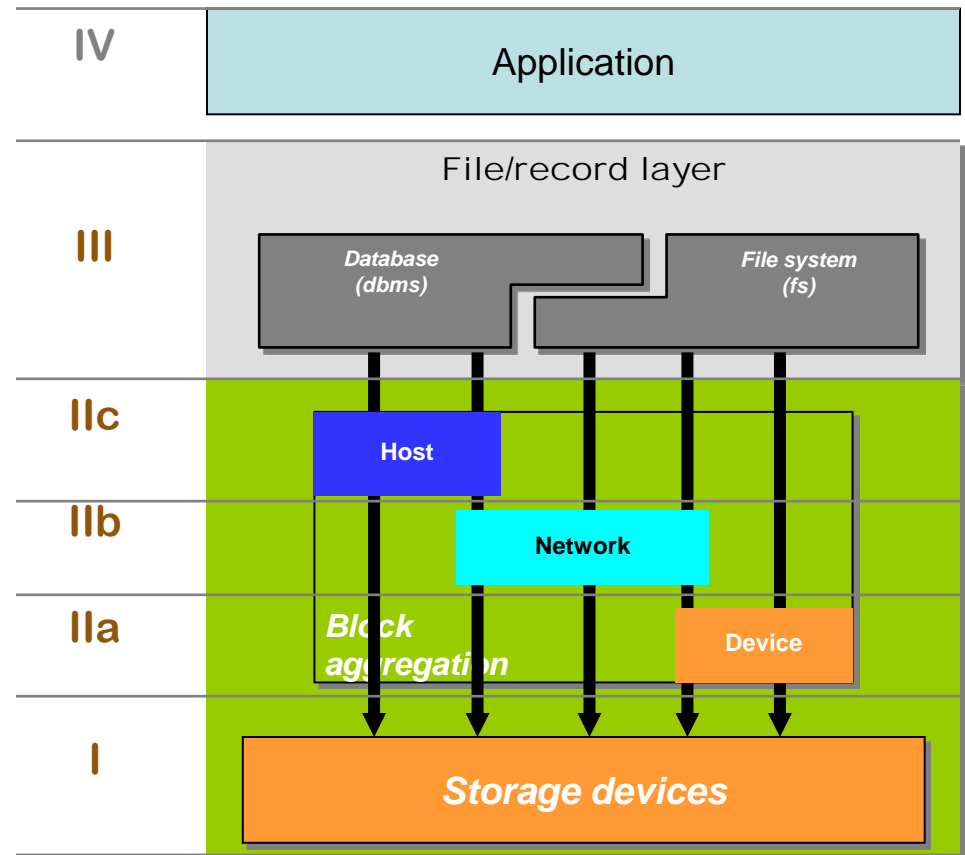 IV
Application
File/record layer
III
Database
(dbms)
File system
(fs)
IIc
Host
IIb
Network
IIa
Block
aggregation
Device
I
Storage devices